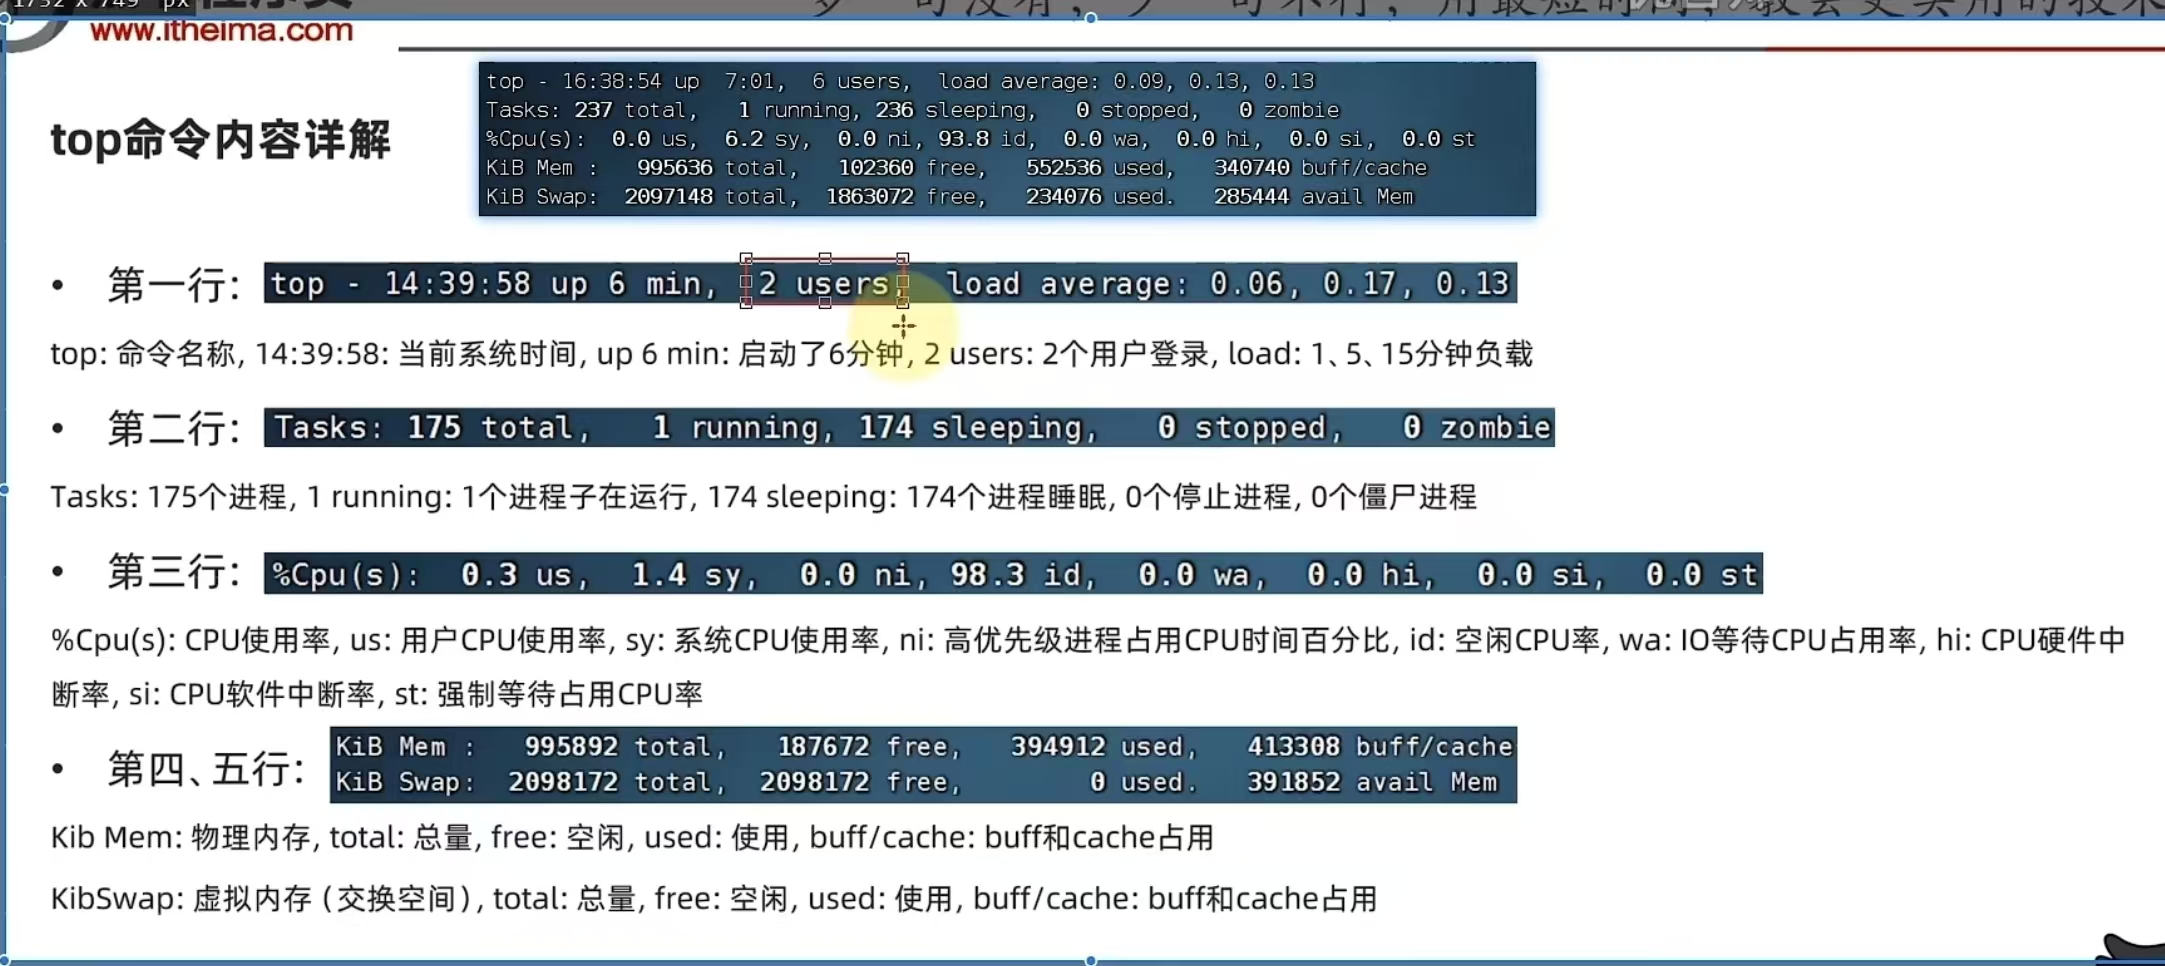 www.itheima.com
top命令内容详解
top - 16:38:54 up  7:01,  6 users,  load average: 0.09, 0.13, 0.13
Tasks: 237 total,   1 running, 236 sleeping,   0 stopped,   0 zombie
%Cpu(s):  0.0 us,  6.2 sy,  0.0 ni, 93.8 id,  0.0 wa,  0.0 hi,  0.0 si,  0.0 st
KiB Mem :   995636 total,   102360 free,   552536 used,   340740 buff/cache
KiB Swap:  2097148 total,  1863072 free,   234076 used.   285444 avail Mem
• 第一行： top - 14:39:58 up 6 min,  2 users,  load average: 0.06, 0.17, 0.13
top: 命令名称, 14:39:58: 当前系统时间, up 6 min: 启动了6分钟, 2 users: 2个用户登录, load: 1、5、15分钟负载
• 第二行： Tasks: 175 total,   1 running, 174 sleeping,   0 stopped,   0 zombie
Tasks: 175个进程, 1 running: 1个进程子在运行, 174 sleeping: 174个进程睡眠, 0个停止进程, 0个僵尸进程
• 第三行： %Cpu(s):  0.3 us,  1.4 sy,  0.0 ni, 98.3 id,  0.0 wa,  0.0 hi,  0.0 si,  0.0 st
%Cpu(s): CPU使用率, us: 用户CPU使用率, sy: 系统CPU使用率, ni: 高优先级进程占用CPU时间百分比, id: 空闲CPU率, wa: IO等待CPU占用率, hi: CPU硬件中
断率, si: CPU软件中断率, st: 强制等待占用CPU率
• 第四、五行： KiB Mem :   995892 total,   187672 free,   394912 used,   413308 buff/cache
KiB Swap:  2098172 total,  2098172 free,        0 used.   391852 avail Mem
Kib Mem: 物理内存, total: 总量, free: 空闲, used: 使用, buff/cache: buff和cache占用
KibSwap: 虚拟内存（交换空间）, total: 总量, free: 空闲, used: 使用, buff/cache: buff和cache占用